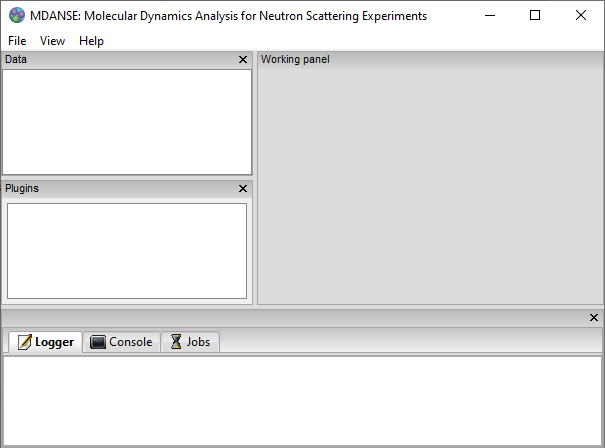 MDANSE: Molecular Dynamics Analysis for Neutron Scattering Experiments
File View Help
Data
Working panel
Plugins
Logger Console Jobs